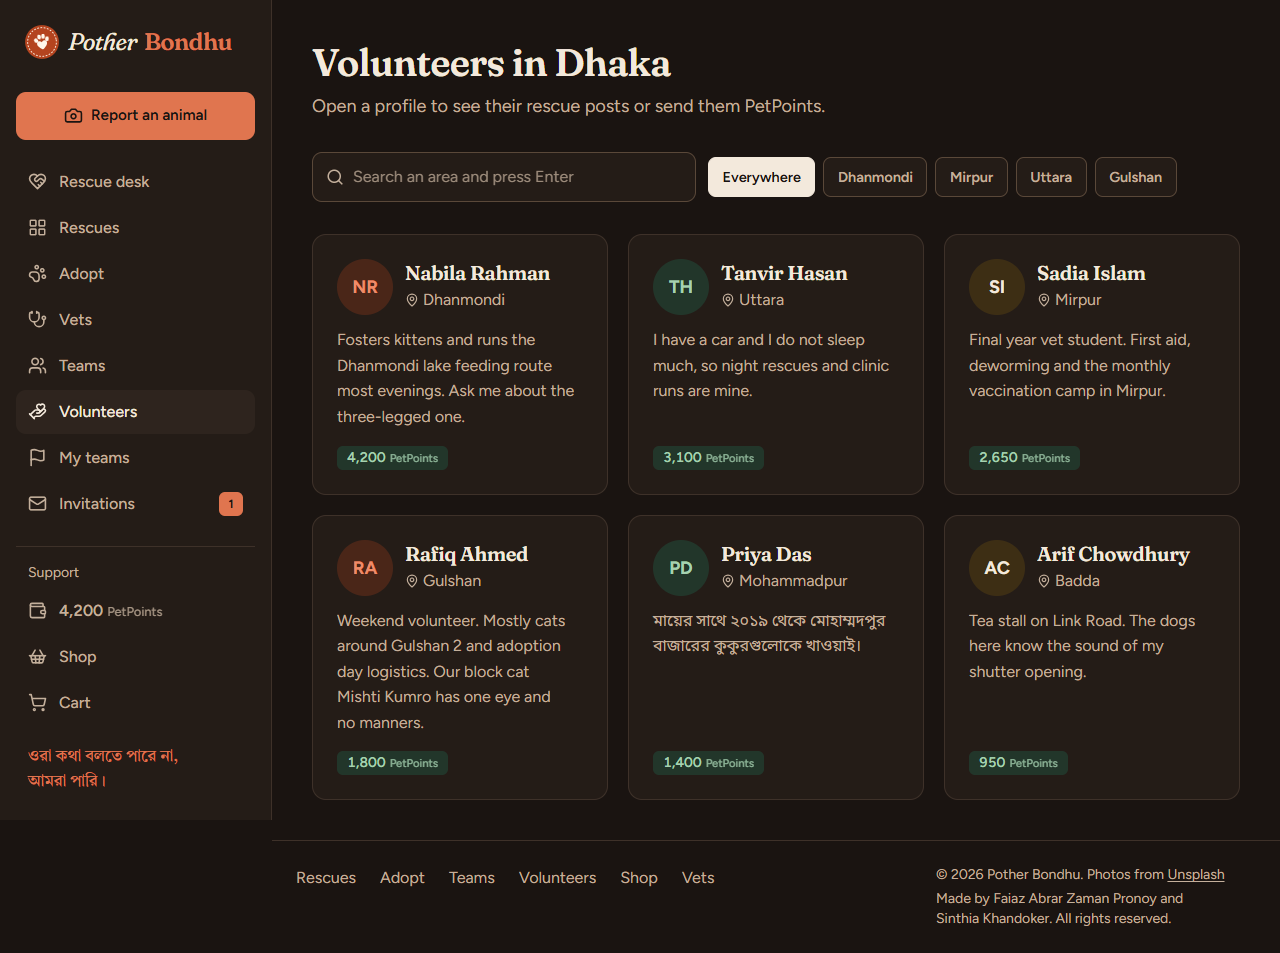 Pother Bondhu
Report an animal
Rescue desk
Rescues
Adopt
Vets
Teams
Volunteers
My teams
Invitations 1
Support
4,200 PetPoints
Shop
Cart
ওরা কথা বলতে পারে না,
আমরা পারি।
Volunteers in Dhaka
Open a profile to see their rescue posts or send them PetPoints.
Search an area and press Enter
Everywhere Dhanmondi Mirpur Uttara Gulshan
NR
Nabila Rahman
Dhanmondi
Fosters kittens and runs the
Dhanmondi lake feeding route
most evenings. Ask me about the
three-legged one.
4,200 PetPoints
TH
Tanvir Hasan
Uttara
I have a car and I do not sleep
much, so night rescues and clinic
runs are mine.
3,100 PetPoints
SI
Sadia Islam
Mirpur
Final year vet student. First aid,
deworming and the monthly
vaccination camp in Mirpur.
2,650 PetPoints
RA
Rafiq Ahmed
Gulshan
Weekend volunteer. Mostly cats
around Gulshan 2 and adoption
day logistics. Our block cat
Mishti Kumro has one eye and
no manners.
1,800 PetPoints
PD
Priya Das
Mohammadpur
মায়ের সাথে ২০১৯ থেকে মোহাম্মদপুর
বাজারের কুকুরগুলোকে খাওয়াই।
1,400 PetPoints
AC
Arif Chowdhury
Badda
Tea stall on Link Road. The dogs
here know the sound of my
shutter opening.
950 PetPoints
Rescues Adopt Teams Volunteers Shop Vets
© 2026 Pother Bondhu. Photos from Unsplash
Made by Faiaz Abrar Zaman Pronoy and
Sinthia Khandoker. All rights reserved.